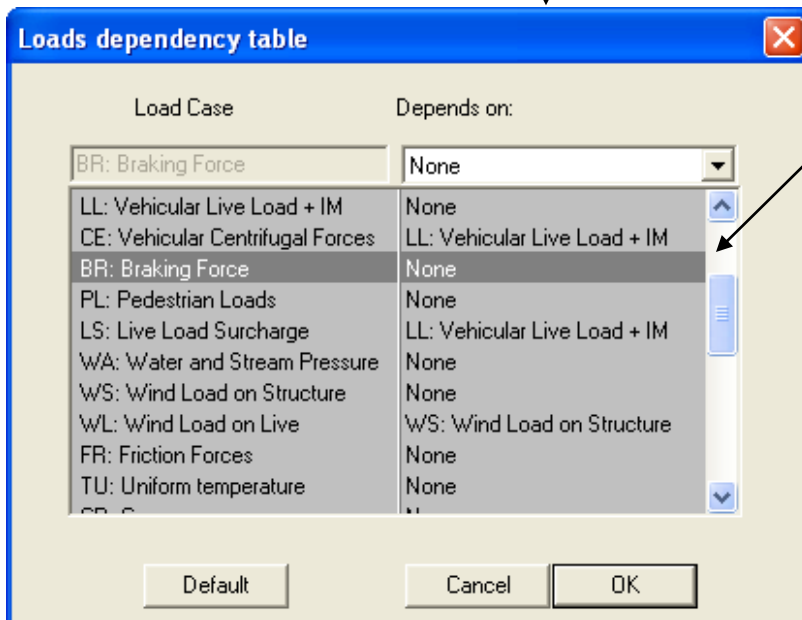 Loads dependency table
Load Case Depends on:
BR: Braking Force None
LL: Vehicular Live Load + IM None
CE: Vehicular Centrifugal Forces LL: Vehicular Live Load + IM
BR: Braking Force None
PL: Pedestrian Loads None
LS: Live Load Surcharge LL: Vehicular Live Load + IM
WA: Water and Stream Pressure None
WS: Wind Load on Structure None
WL: Wind Load on Live WS: Wind Load on Structure
FR: Friction Forces None
TU: Uniform temperature None
Default Cancel OK